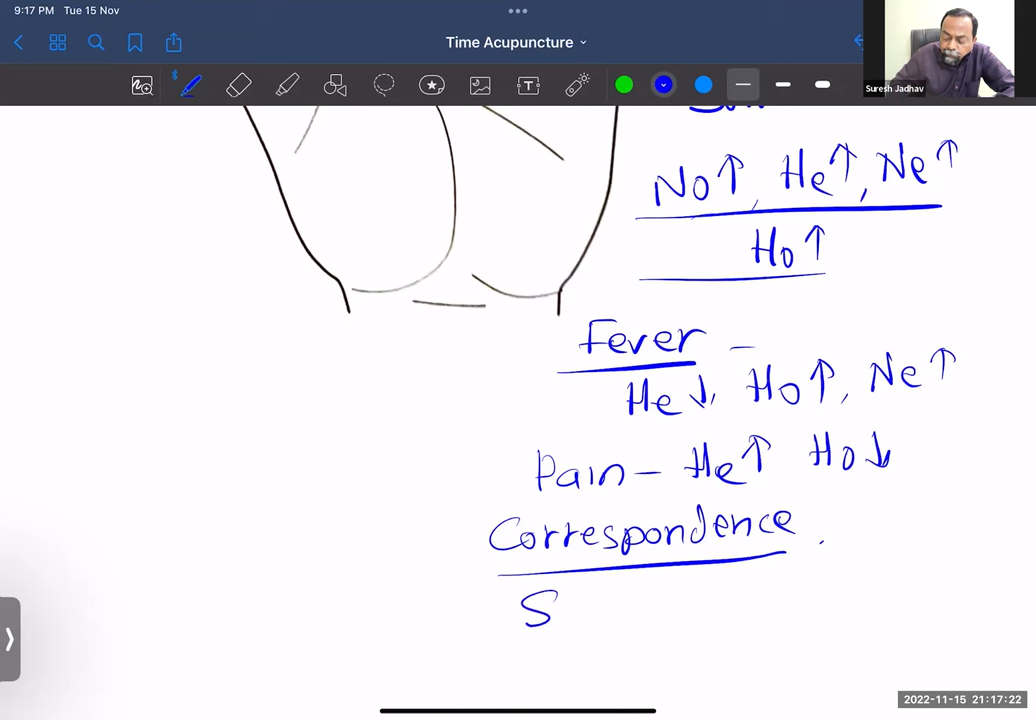 9:17 PM Tue 15 Nov
Time Acupuncture
Suresh Jadhav
No↑, He↑, Ne↑
Ho↑
Fever –
He↓, Ho↑, Ne↑
Pain – He↑ Ho↓
Correspondence .
S
2022-11-15 21:17:22